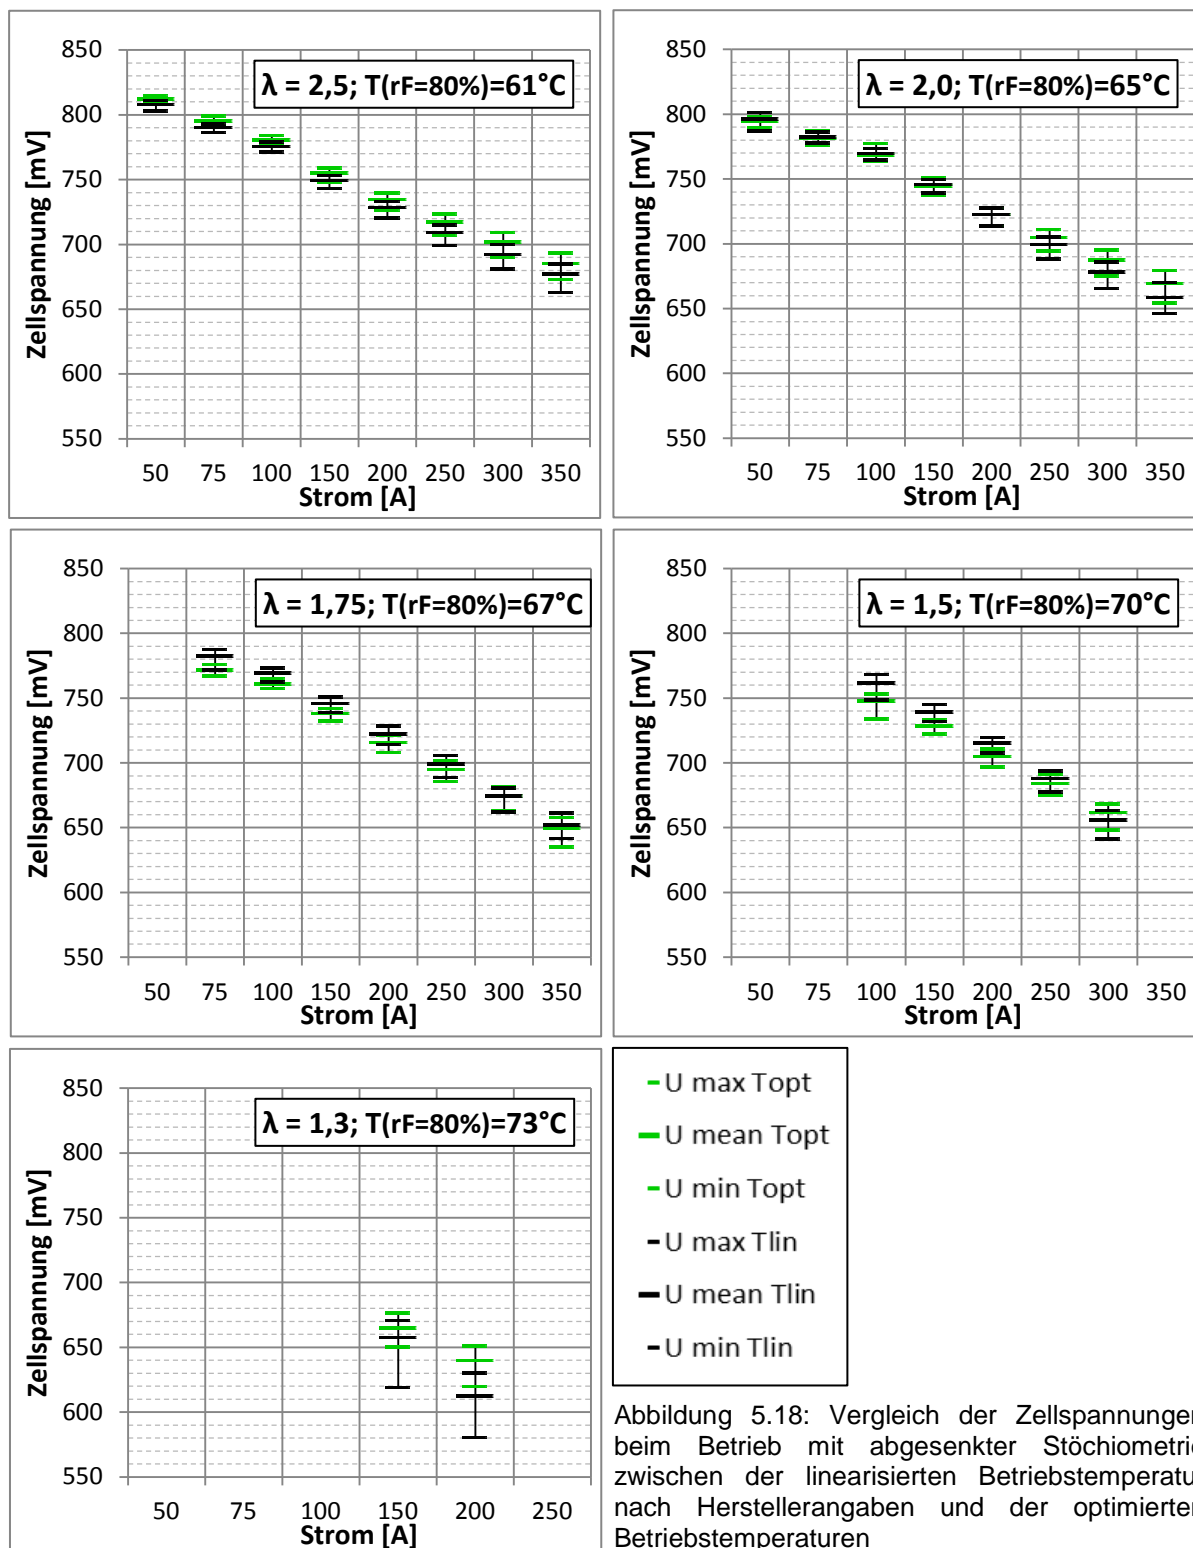 λ = 2,5; T(rF=80%)=61°C
Zellspannung [mV]
850
800
750
700
650
600
550
50 75 100 150 200 250 300 350
Strom [A]
λ = 2,0; T(rF=80%)=65°C
Zellspannung [mV]
850
800
750
700
650
600
550
50 75 100 150 200 250 300 350
Strom [A]
λ = 1,75; T(rF=80%)=67°C
Zellspannung [mV]
850
800
750
700
650
600
550
50 75 100 150 200 250 300 350
Strom [A]
λ = 1,5; T(rF=80%)=70°C
Zellspannung [mV]
850
800
750
700
650
600
550
50 75 100 150 200 250 300 350
Strom [A]
λ = 1,3; T(rF=80%)=73°C
Zellspannung [mV]
850
800
750
700
650
600
550
50 75 100 150 200 250
Strom [A]
U max Topt
U mean Topt
U min Topt
U max Tlin
U mean Tlin
U min Tlin
Abbildung 5.18: Vergleich der Zellspannungen
beim Betrieb mit abgesenkter Stöchiometrie
zwischen der linearisierten Betriebstemperatur
nach Herstellerangaben und der optimierten
Betriebstemperaturen